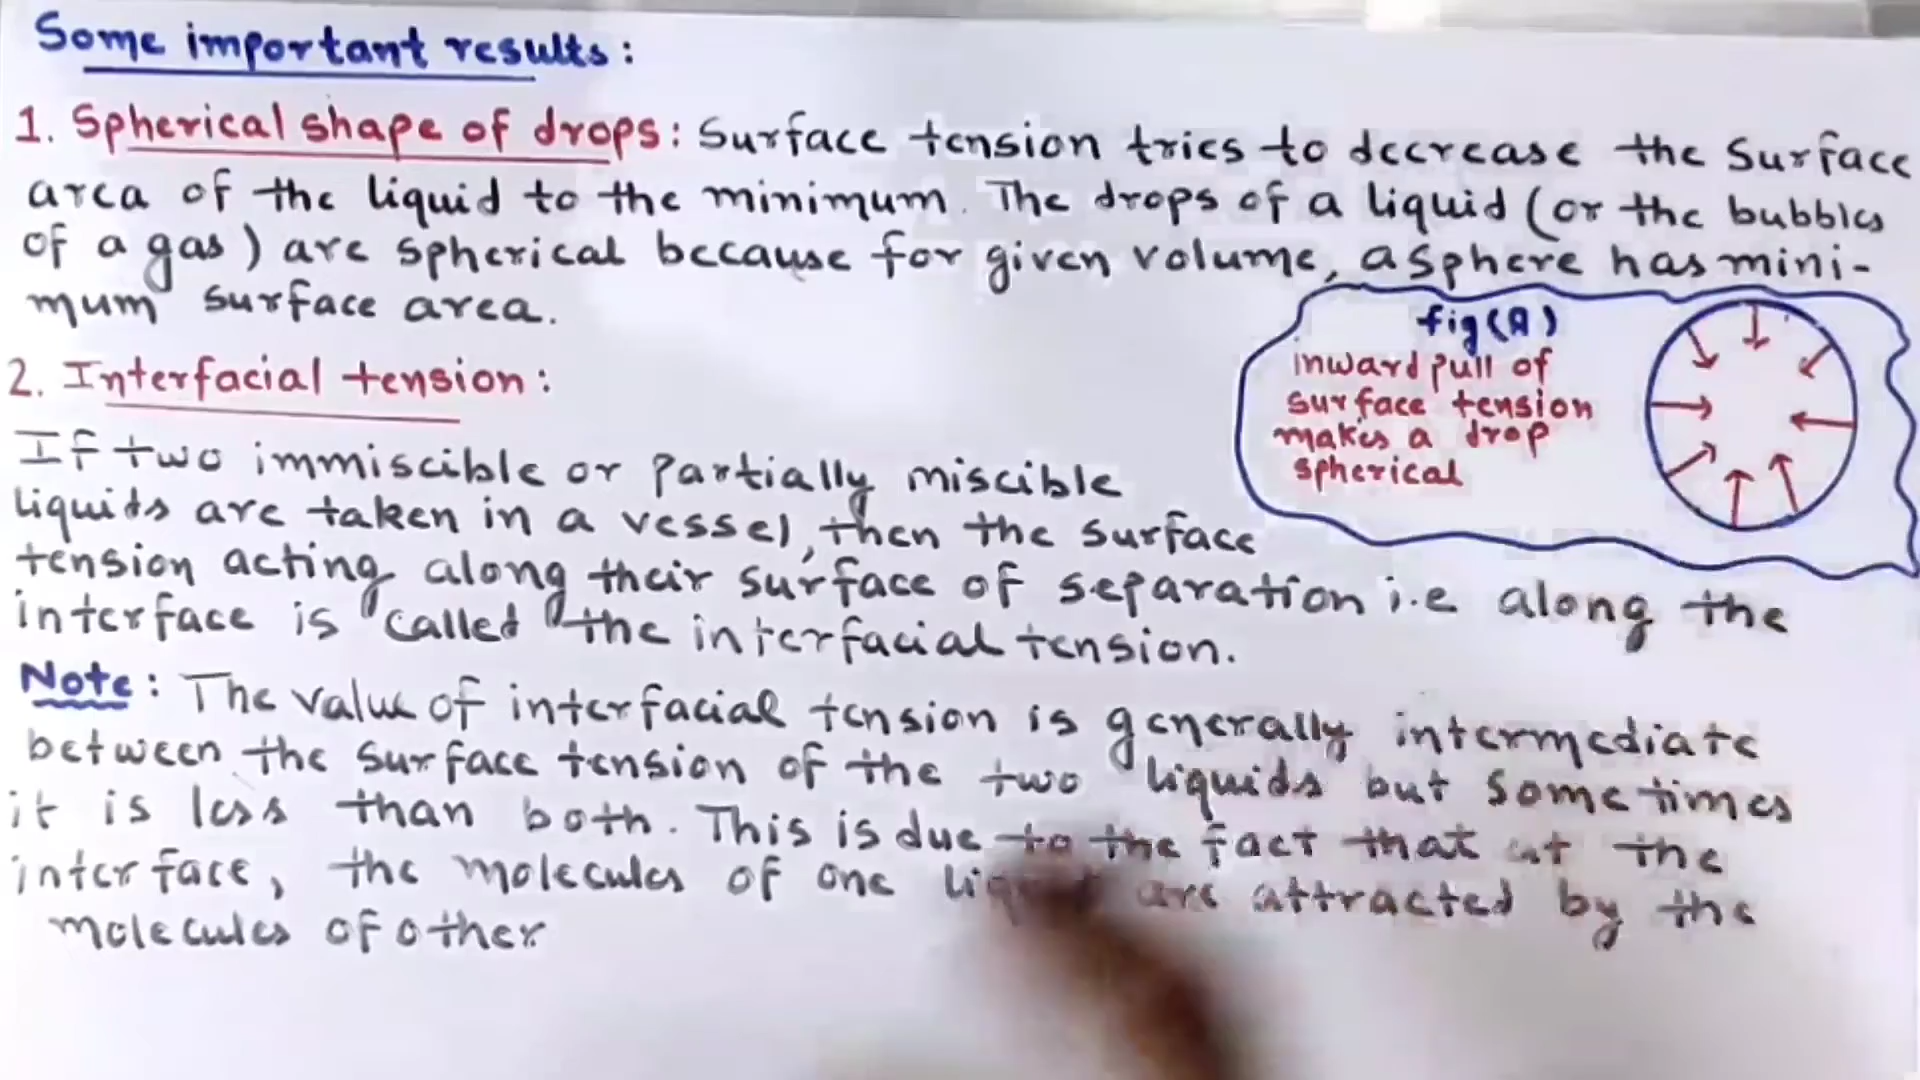 Some important results:
1. Spherical shape of drops: Surface tension tries to decrease the surface
area of the liquid to the minimum. The drops of a liquid (or the bubbles
of a gas) are spherical because for given volume, a sphere has mini-
mum surface area.
fig(A)
inward pull of
surface tension
makes a drop
spherical
2. Interfacial tension:
If two immiscible or partially miscible
liquids are taken in a vessel, then the surface
tension acting along their surface of separation i.e along the
interface is called the interfacial tension.
Note: The value of interfacial tension is generally intermediate
between the surface tension of the two liquids but sometimes
it is less than both. This is due to the fact that at the
interface, the molecules of one liquid are attracted by the
molecules of other